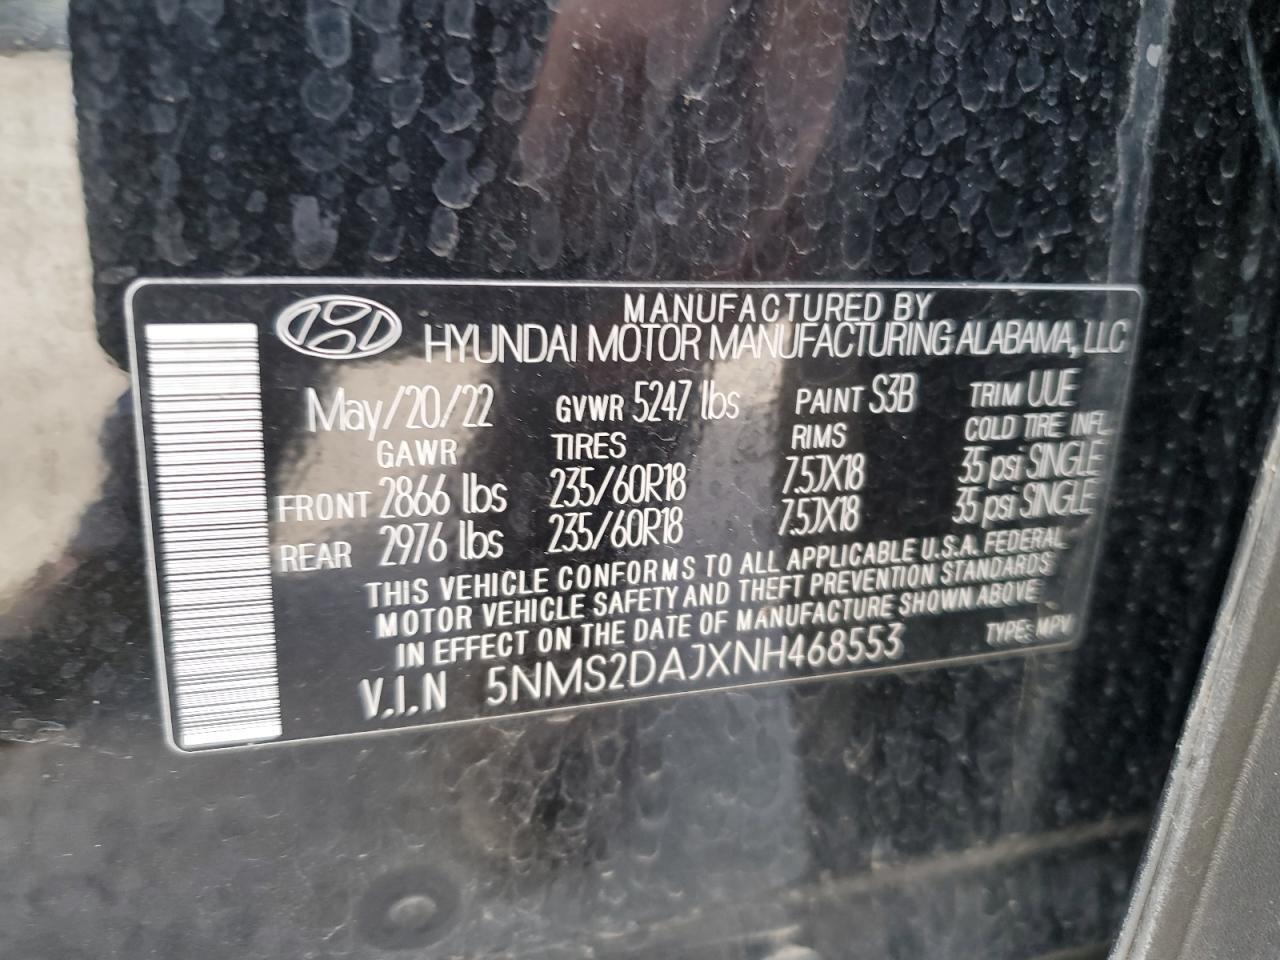 MANUFACTURED BY
HYUNDAI MOTOR MANUFACTURING ALABAMA, LLC
May/20/22 GVWR 5247 lbs PAINT S3B TRIM UUE
GAWR TIRES RIMS COLD TIRE INFL.
FRONT 2866 lbs 235/60R18 7.5JX18 35 psi SINGLE
REAR 2976 lbs 235/60R18 7.5JX18 35 psi SINGLE
THIS VEHICLE CONFORMS TO ALL APPLICABLE U.S.A. FEDERAL
MOTOR VEHICLE SAFETY AND THEFT PREVENTION STANDARDS
IN EFFECT ON THE DATE OF MANUFACTURE SHOWN ABOVE
V.I.N 5NMS2DAJXNH468553 TYPE: MPV